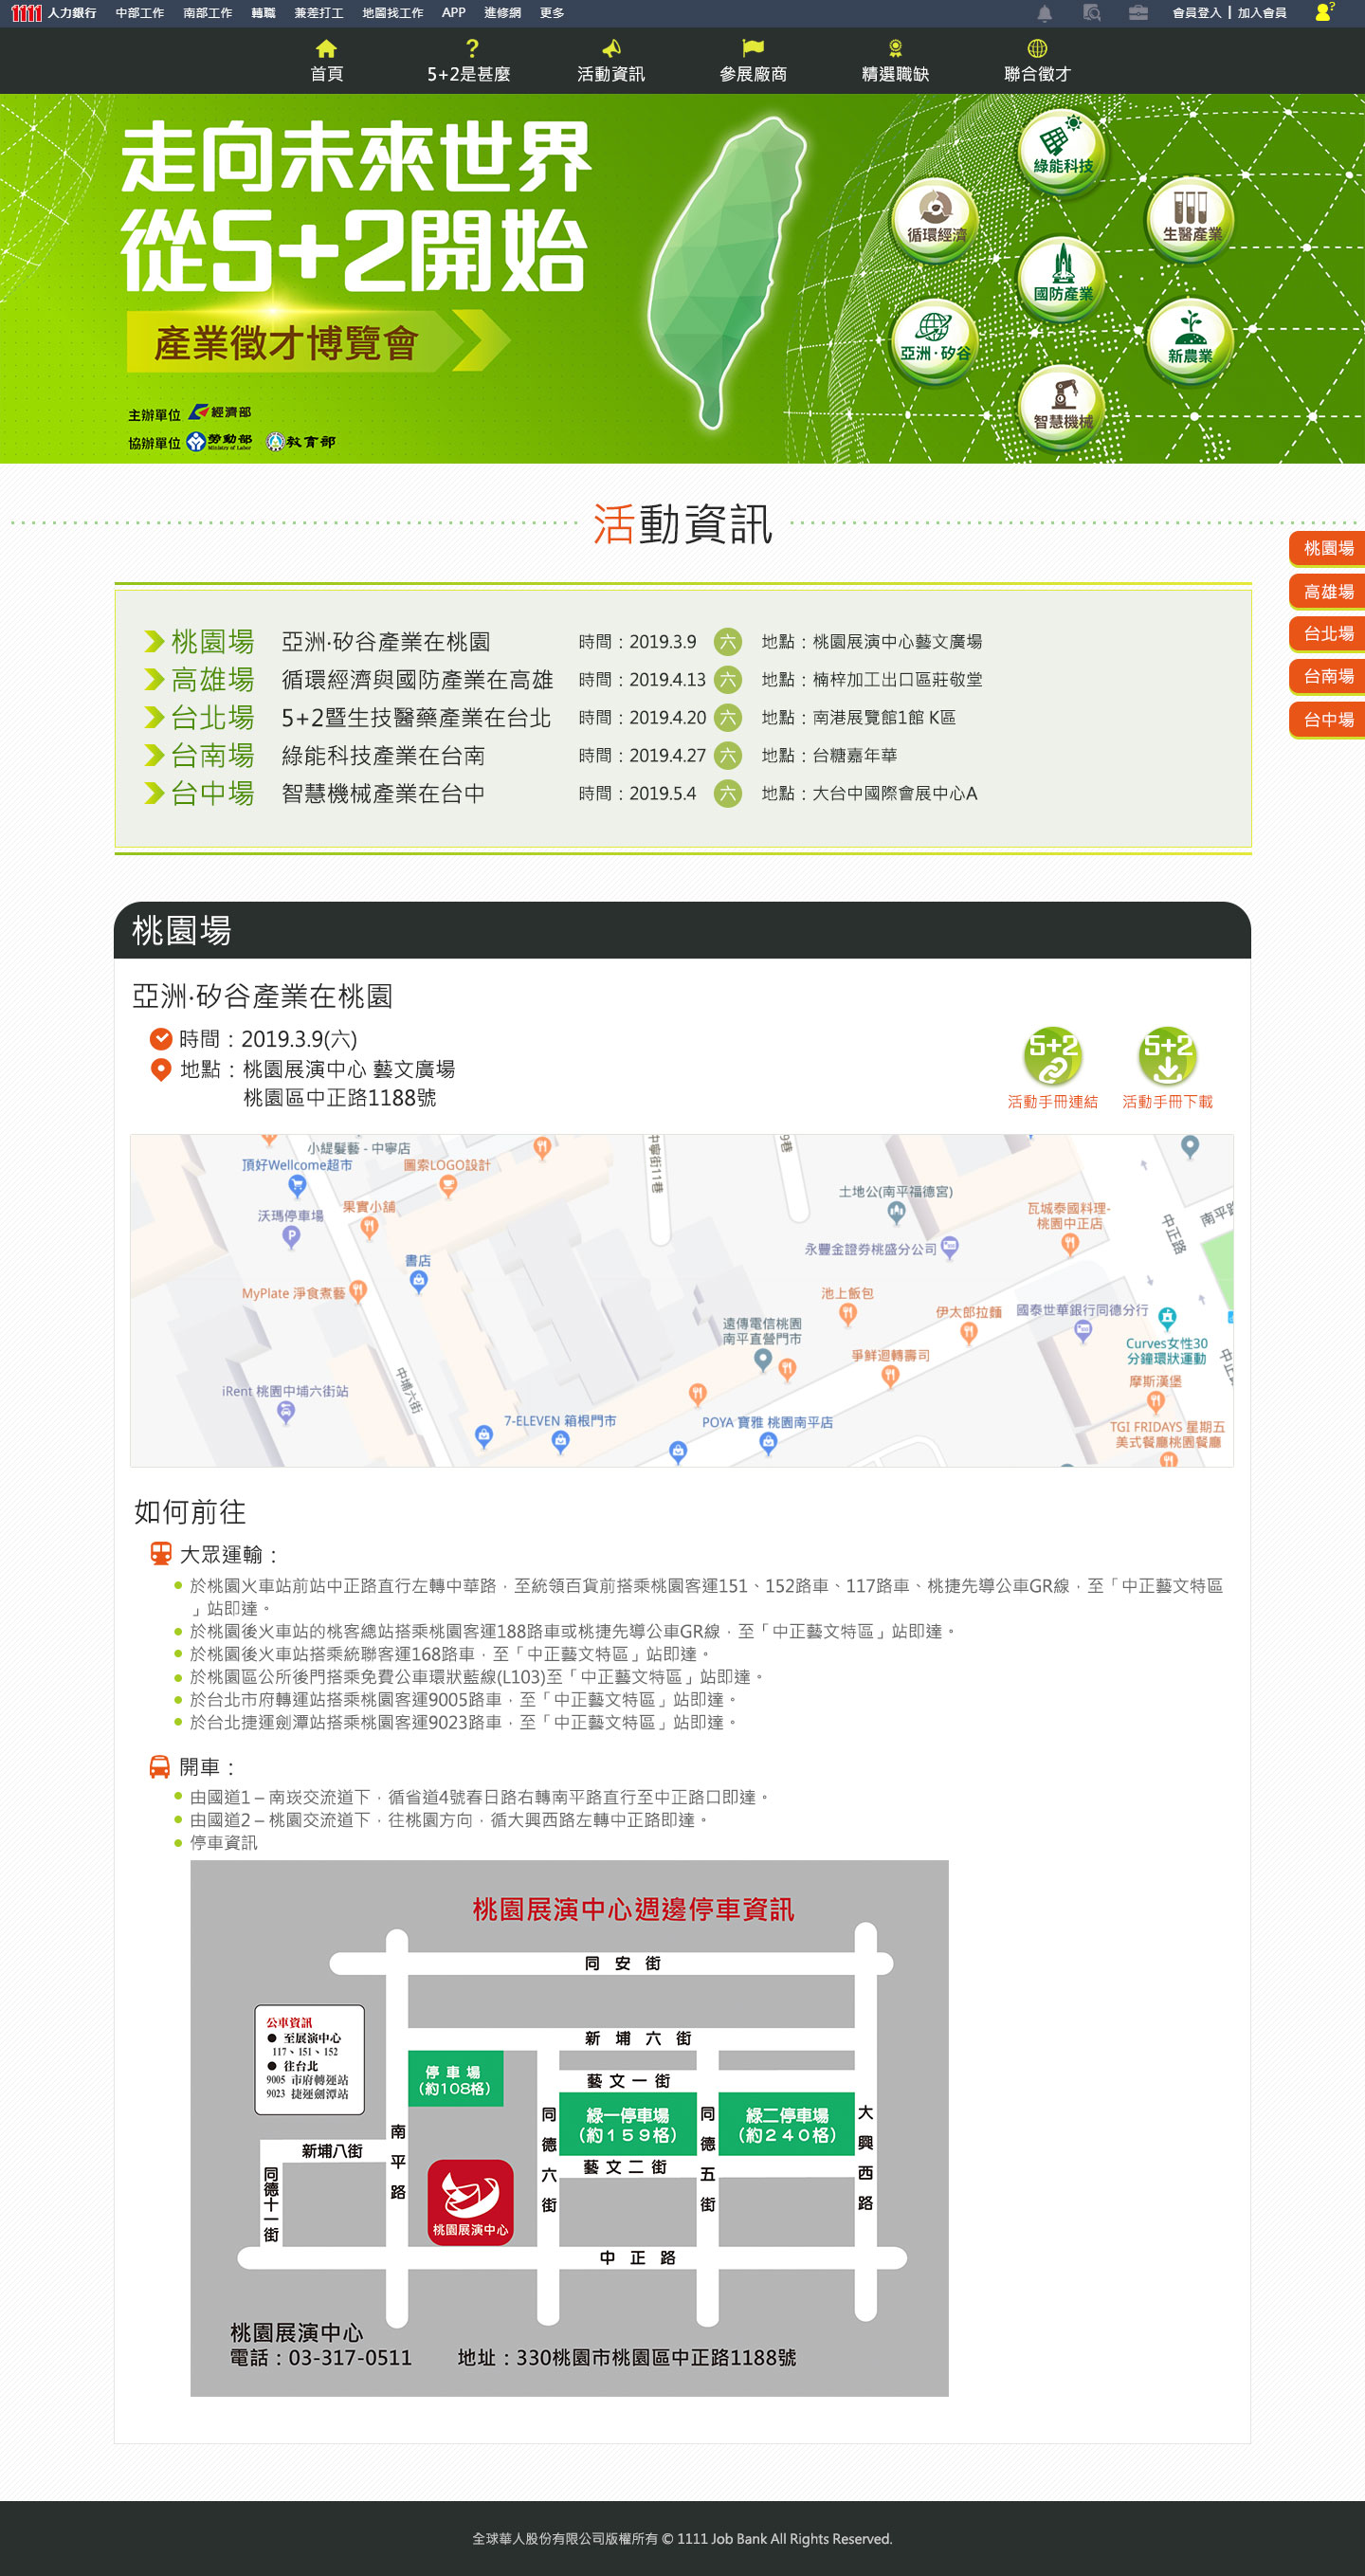 1111 人力銀行 中部工作 南部工作 轉職 兼差打工 地圖找工作 APP 進修網 更多 會員登入 | 加入會員
首頁 5+2是甚麼 活動資訊 參展廠商 精選職缺 聯合徵才
走向未來世界
從5+2開始
產業徵才博覽會
主辦單位 經濟部
協辦單位 勞動部 Ministry of Labor 教育部
綠能科技
循環經濟
生醫產業
國防產業
亞洲·矽谷
新農業
智慧機械
活動資訊
桃園場
高雄場
台北場
台南場
台中場
桃園場 亞洲·矽谷產業在桃園 時間：2019.3.9 六 地點：桃園展演中心藝文廣場
高雄場 循環經濟與國防產業在高雄 時間：2019.4.13 六 地點：楠梓加工出口區莊敬堂
台北場 5+2暨生技醫藥產業在台北 時間：2019.4.20 六 地點：南港展覽館1館 K區
台南場 綠能科技產業在台南 時間：2019.4.27 六 地點：台糖嘉年華
台中場 智慧機械產業在台中 時間：2019.5.4 六 地點：大台中國際會展中心A
桃園場
亞洲·矽谷產業在桃園
時間：2019.3.9(六)
地點：桃園展演中心 藝文廣場
桃園區中正路1188號
5+2 5+2
活動手冊連結 活動手冊下載
小緹髮藝 - 中寧店
頂好Wellcome超市
圖索LOGO設計
中寧街11巷
9巷
沃瑪停車場
果實小舖
書店
MyPlate 淨食煮藝
土地公(南平福德宮)
瓦城泰國料理-
桃園中正店
中正路
南平路
永豐金證券桃盛分公司
池上飯包
伊太郎拉麵
國泰世華銀行同德分行
遠傳電信桃園
南平直營門市
爭鮮迴轉壽司
Curves女性30
分鐘環狀運動
中正
摩斯漢堡
iRent 桃園中埔六街站
中埔六街
7-ELEVEN 箱根門市
POYA 寶雅 桃園南平店
TGI FRIDAYS 星期五
美式餐廳桃園餐廳
如何前往
大眾運輸：
於桃園火車站前站中正路直行左轉中華路，至統領百貨前搭乘桃園客運151、152路車、117路車、桃捷先導公車GR線，至「中正藝文特區
」站即達。
於桃園後火車站的桃客總站搭乘桃園客運188路車或桃捷先導公車GR線，至「中正藝文特區」站即達。
於桃園後火車站搭乘統聯客運168路車，至「中正藝文特區」站即達。
於桃園區公所後門搭乘免費公車環狀藍線(L103)至「中正藝文特區」站即達。
於台北市府轉運站搭乘桃園客運9005路車，至「中正藝文特區」站即達。
於台北捷運劍潭站搭乘桃園客運9023路車，至「中正藝文特區」站即達。
開車：
由國道1 – 南崁交流道下，循省道4號春日路右轉南平路直行至中正路口即達。
由國道2 – 桃園交流道下，往桃園方向，循大興西路左轉中正路即達。
停車資訊
桃園展演中心週邊停車資訊
同安街
公車資訊
● 至展演中心
117、151、152
● 往台北
9005 市府轉運站
9023 捷運劍潭站
新埔六街
停車場
(約108格)
藝文一街
綠一停車場
(約159格)
綠二停車場
(約240格)
藝文二街
南平路
同德六街
同德五街
大興西路
新埔八街
同德十一街
桃園展演中心
中正路
桃園展演中心
電話：03-317-0511 地址：330桃園市桃園區中正路1188號
全球華人股份有限公司版權所有 © 1111 Job Bank All Rights Reserved.